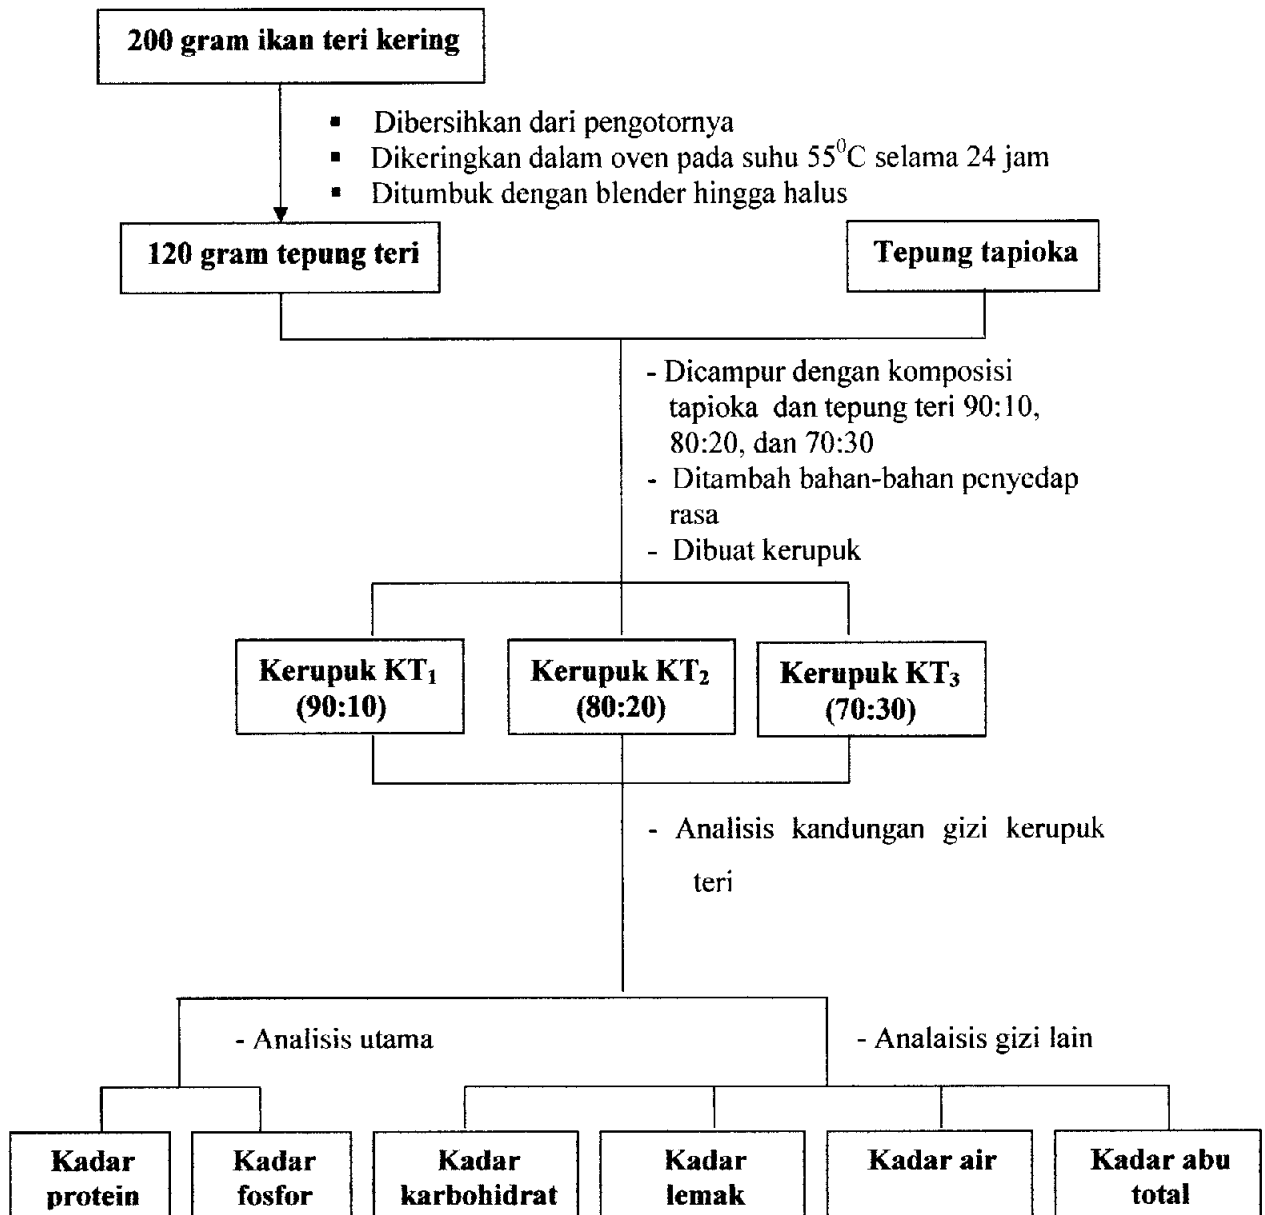 200 gram ikan teri kering
▪ Dibersihkan dari pengotornya
▪ Dikeringkan dalam oven pada suhu 55⁰C selama 24 jam
▪ Ditumbuk dengan blender hingga halus
120 gram tepung teri
Tepung tapioka
- Dicampur dengan komposisi
tapioka dan tepung teri 90:10,
80:20, dan 70:30
- Ditambah bahan-bahan penyedap
rasa
- Dibuat kerupuk
Kerupuk KT₁
(90:10)
Kerupuk KT₂
(80:20)
Kerupuk KT₃
(70:30)
- Analisis kandungan gizi kerupuk
teri
- Analisis utama
- Analaisis gizi lain
Kadar
protein
Kadar
fosfor
Kadar
karbohidrat
Kadar
lemak
Kadar air
Kadar abu
total